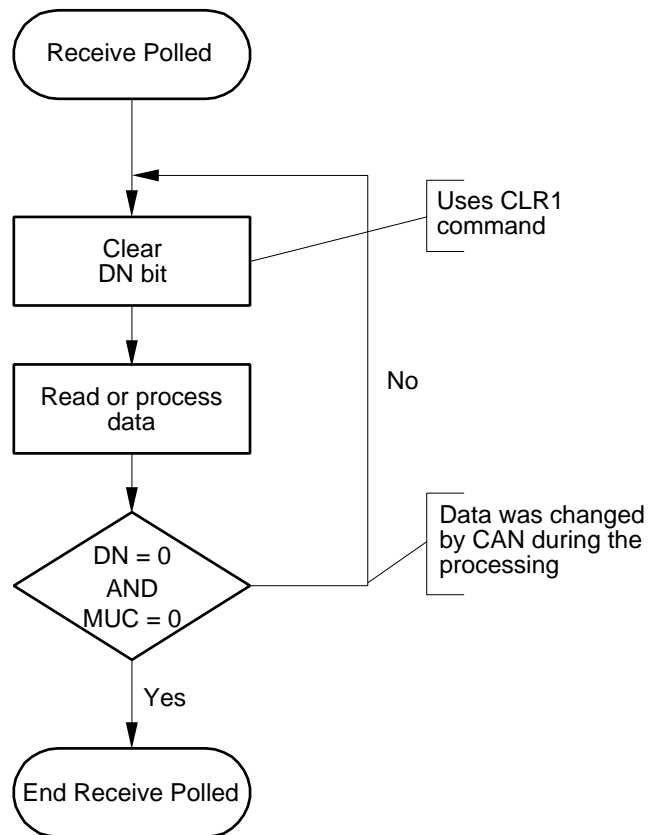 Receive Polled
Uses CLR1
command
Clear
DN bit
Read or process
data
No
Data was changed
by CAN during the
processing
DN = 0
AND
MUC = 0
Yes
End Receive Polled